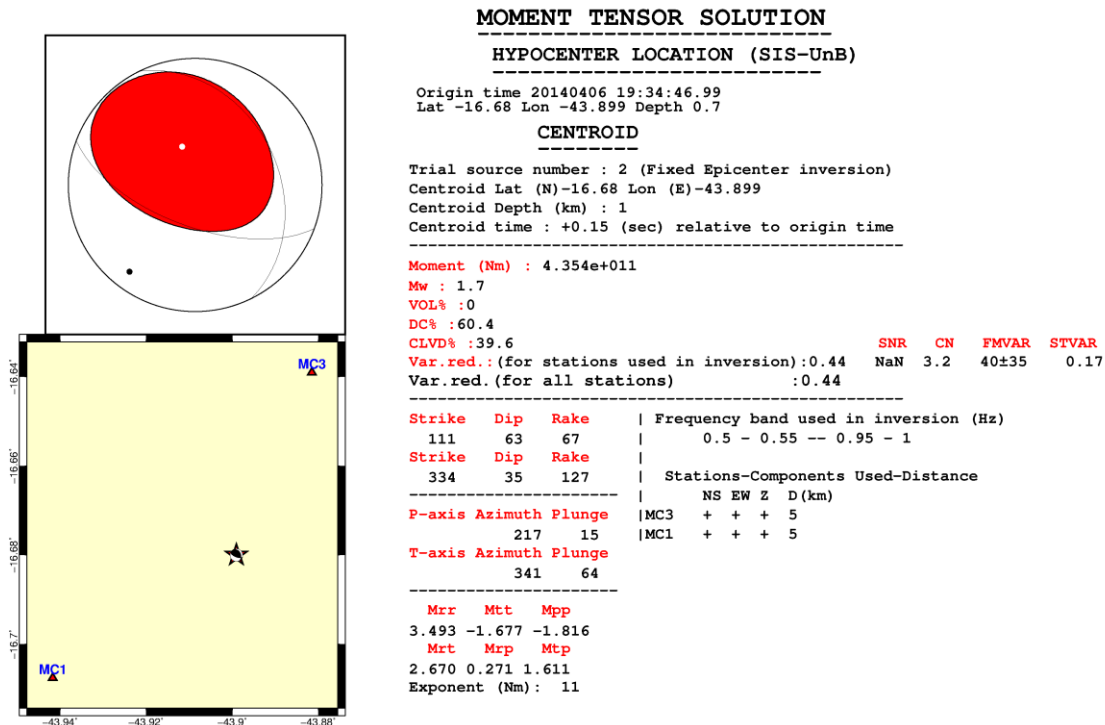 MOMENT TENSOR SOLUTION
HYPOCENTER LOCATION (SIS-UnB)
Origin time 20140406 19:34:46.99
Lat -16.68 Lon -43.899 Depth 0.7
CENTROID
Trial source number : 2 (Fixed Epicenter inversion)
Centroid Lat (N)-16.68 Lon (E)-43.899
Centroid Depth (km) : 1
Centroid time : +0.15 (sec) relative to origin time
Moment (Nm) : 4.354e+011
Mw : 1.7
VOL% :0
DC% :60.4
CLVD% :39.6 SNR CN FMVAR STVAR
Var.red.: (for stations used in inversion):0.44 NaN 3.2 40±35 0.17
Var.red.(for all stations) :0.44
Strike Dip Rake | Frequency band used in inversion (Hz)
111 63 67 | 0.5 - 0.55 -- 0.95 - 1
Strike Dip Rake |
334 35 127 | Stations-Components Used-Distance
| NS EW Z D(km)
P-axis Azimuth Plunge |MC3 + + + 5
217 15 |MC1 + + + 5
T-axis Azimuth Plunge
341 64
Mrr Mtt Mpp
3.493 -1.677 -1.816
Mrt Mrp Mtp
2.670 0.271 1.611
Exponent (Nm): 11
MC3
MC1
-16.64°
-16.66°
-16.68°
-16.7°
-43.94° -43.92° -43.9° -43.88°